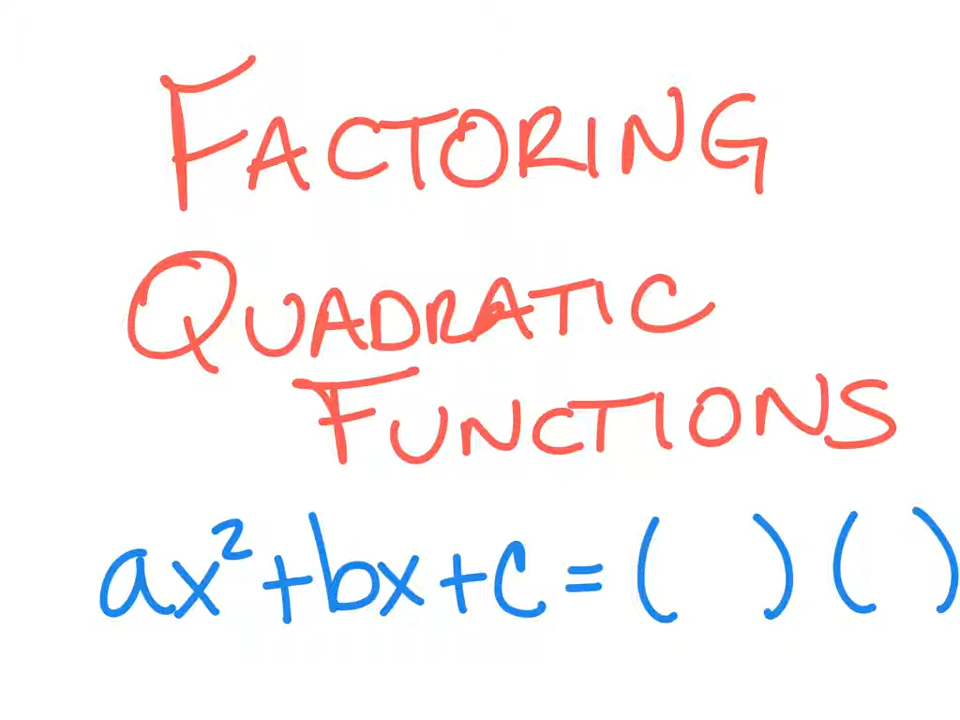 FACTORING
QUADRATIC
FUNCTIONS
ax²+bx+c=( )( )